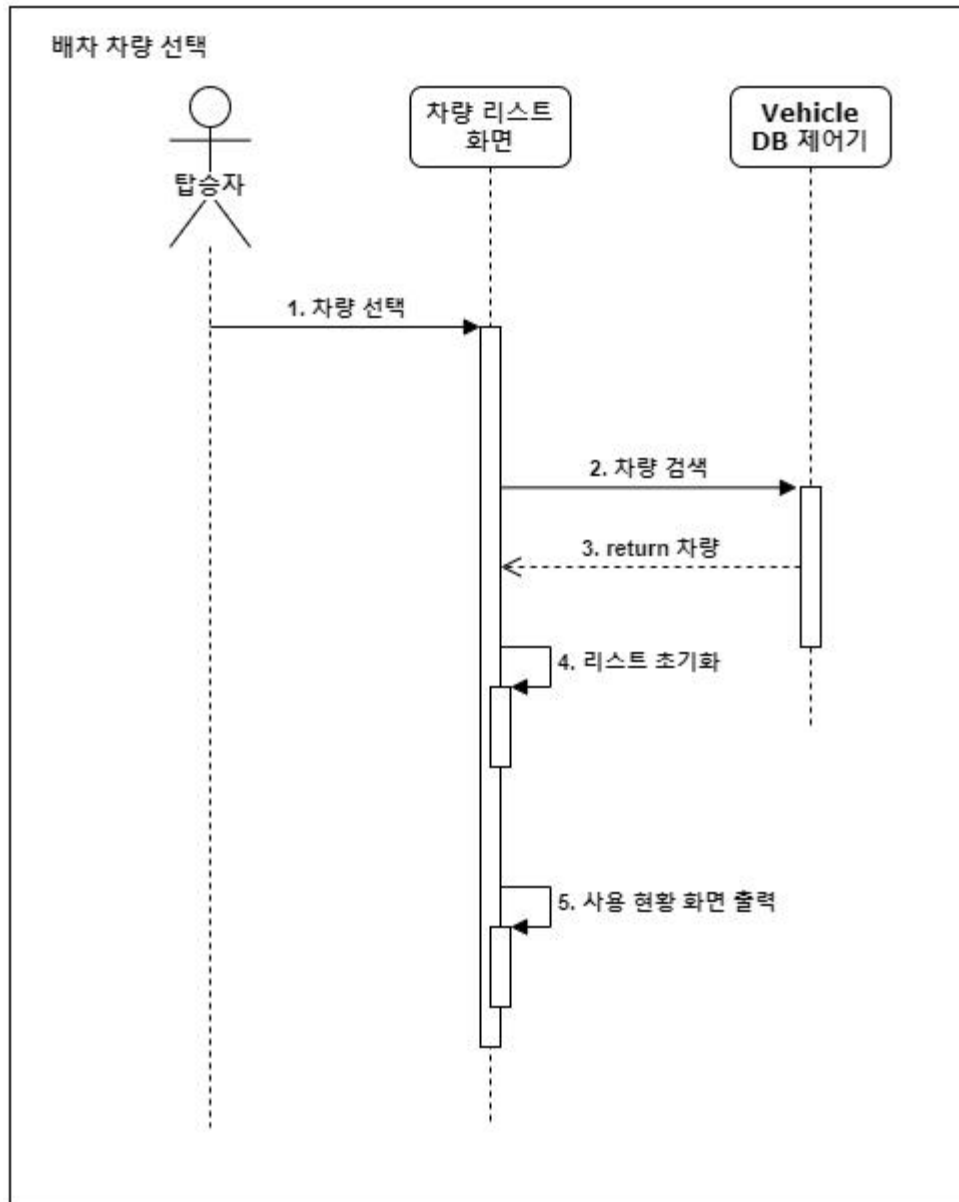 배차 차량 선택
탑승자
차량 리스트
화면
Vehicle
DB 제어기
1. 차량 선택
2. 차량 검색
3. return 차량
4. 리스트 초기화
5. 사용 현황 화면 출력